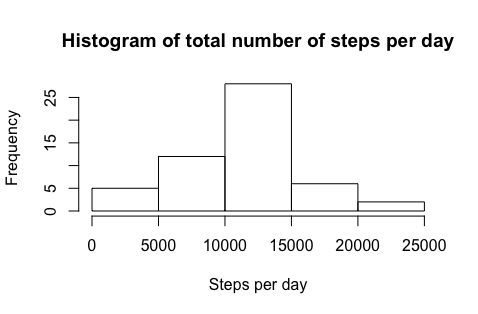 Histogram of total number of steps per day
Frequency
25
15
5
0
0 5000 10000 15000 20000 25000
Steps per day